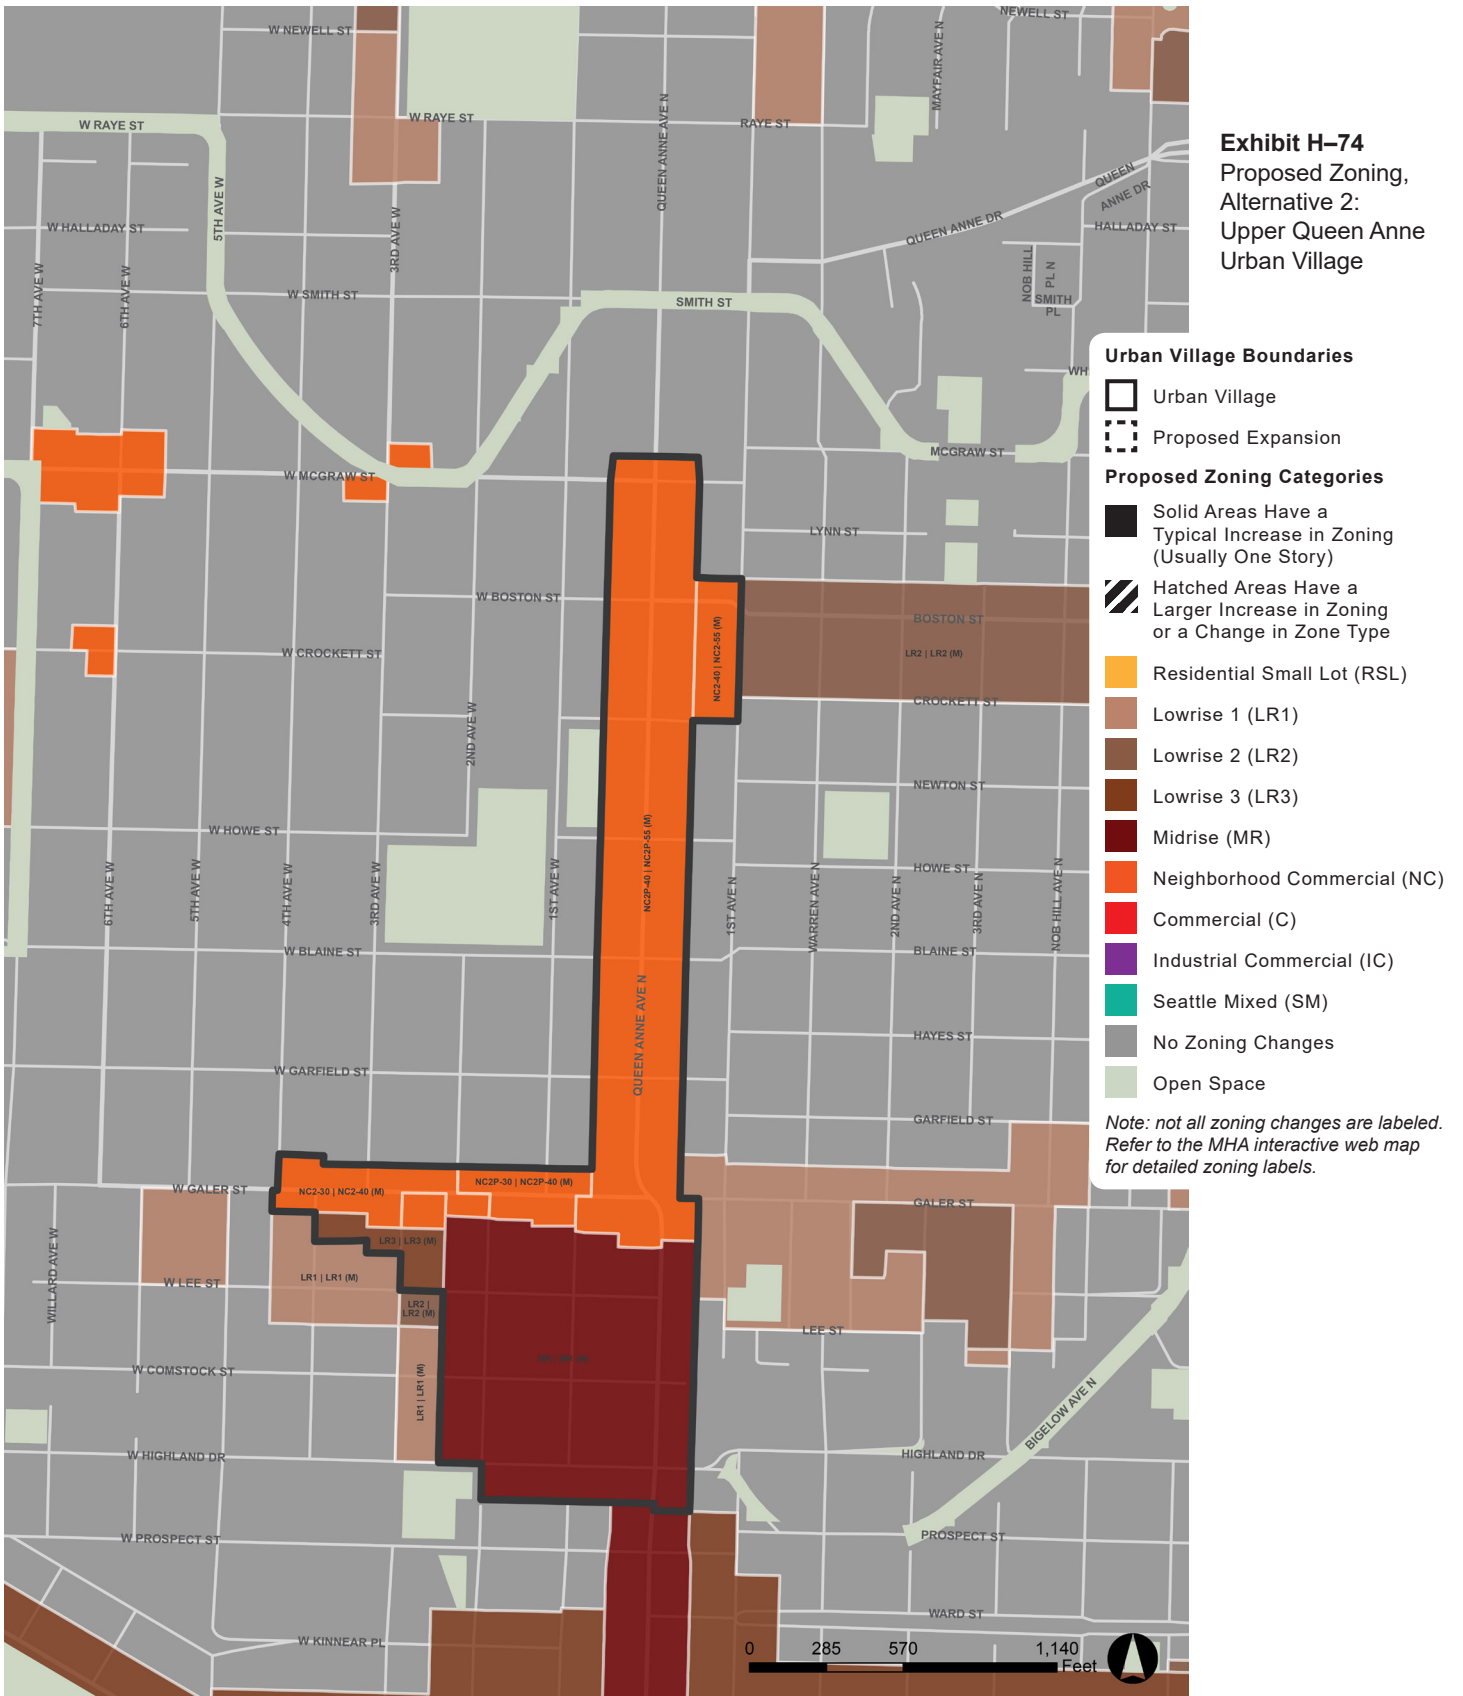 Exhibit H–74
Proposed Zoning,
Alternative 2:
Upper Queen Anne
Urban Village
Urban Village Boundaries
Urban Village
Proposed Expansion
Proposed Zoning Categories
Solid Areas Have a
Typical Increase in Zoning
(Usually One Story)
Hatched Areas Have a
Larger Increase in Zoning
or a Change in Zone Type
Residential Small Lot (RSL)
Lowrise 1 (LR1)
Lowrise 2 (LR2)
Lowrise 3 (LR3)
Midrise (MR)
Neighborhood Commercial (NC)
Commercial (C)
Industrial Commercial (IC)
Seattle Mixed (SM)
No Zoning Changes
Open Space
Note: not all zoning changes are labeled.
Refer to the MHA interactive web map
for detailed zoning labels.
W NEWELL ST
NEWELL ST
W RAYE ST
W RAYE ST
RAYE ST
MAYFAIR AVE N
QUEEN ANNE AVE N
5TH AVE W
3RD AVE W
QUEEN
ANNE DR
QUEEN ANNE DR
HALLADAY ST
W HALLADAY ST
7TH AVE W
6TH AVE W
W SMITH ST
SMITH ST
NOB HILL
PL N
SMITH
PL
WH
W MCGRAW ST
MCGRAW ST
LYNN ST
W BOSTON ST
BOSTON ST
NC2-40 | NC2-55 (M)
LR2 | LR2 (M)
W CROCKETT ST
CROCKETT ST
2ND AVE W
NEWTON ST
W HOWE ST
HOWE ST
NC2P-40 | NC2P-55 (M)
6TH AVE W
5TH AVE W
4TH AVE W
3RD AVE W
1ST AVE W
1ST AVE N
WARREN AVE N
2ND AVE N
3RD AVE N
NOB HILL AVE N
W BLAINE ST
BLAINE ST
QUEEN ANNE AVE N
HAYES ST
W GARFIELD ST
GARFIELD ST
W GALER ST
GALER ST
NC2-30 | NC2-40 (M)
NC2P-30 | NC2P-40 (M)
LR3 | LR3 (M)
LR1 | LR1 (M)
WILLARD AVE W
W LEE ST
LEE ST
LR2 |
LR2 (M)
LR1 | LR1 (M)
W COMSTOCK ST
BIGELOW AVE N
W HIGHLAND DR
HIGHLAND DR
W PROSPECT ST
PROSPECT ST
WARD ST
W KINNEAR PL
0 285 570 1,140
Feet